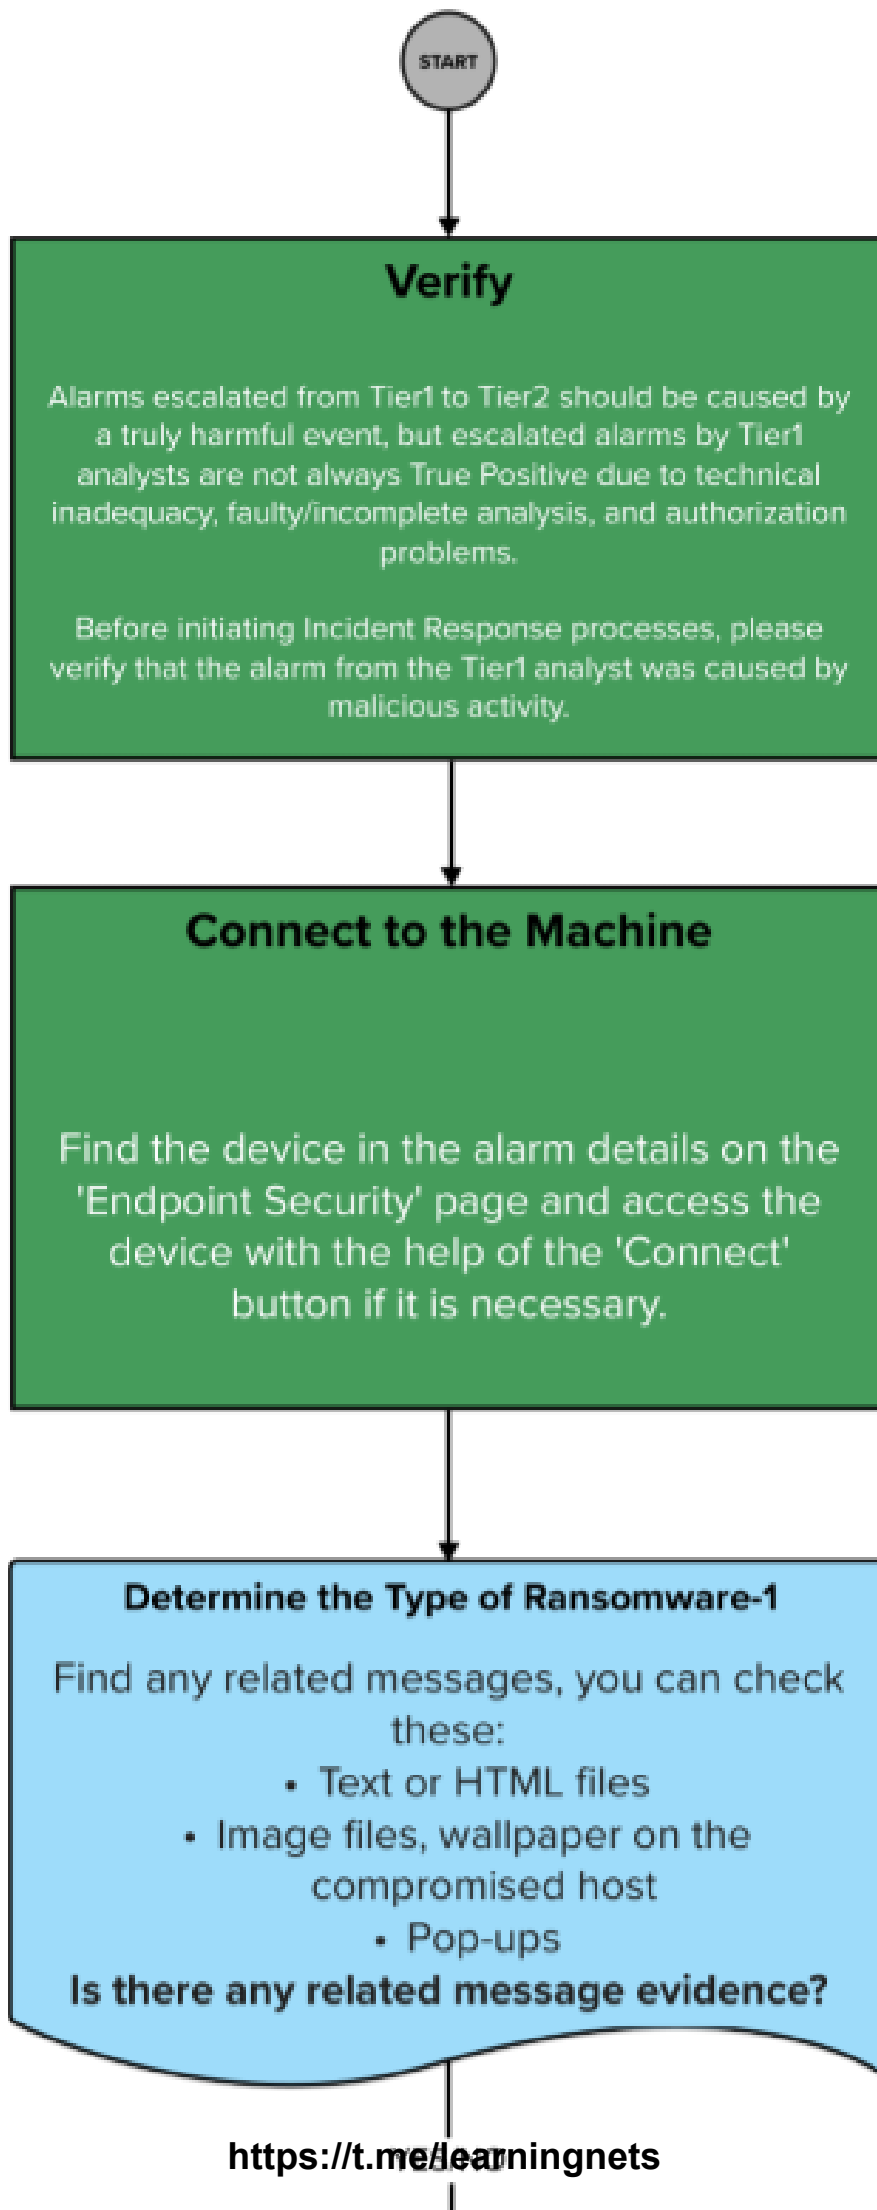 START
Verify
Alarms escalated from Tier1 to Tier2 should be caused by
a truly harmful event, but escalated alarms by Tier1
analysts are not always True Positive due to technical
inadequacy, faulty/incomplete analysis, and authorization
problems.
Before initiating Incident Response processes, please
verify that the alarm from the Tier1 analyst was caused by
malicious activity.
Connect to the Machine
Find the device in the alarm details on the
'Endpoint Security' page and access the
device with the help of the 'Connect'
button if it is necessary.
Determine the Type of Ransomware-1
Find any related messages, you can check
these:
• Text or HTML files
• Image files, wallpaper on the
compromised host
• Pop-ups
Is there any related message evidence?
https://t.me/learningnets